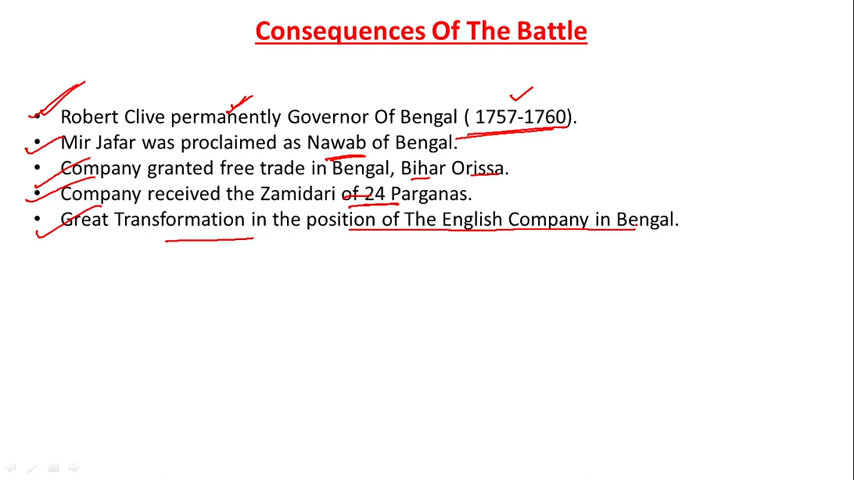 Consequences Of The Battle
• Robert Clive permanently Governor Of Bengal ( 1757-1760).
• Mir Jafar was proclaimed as Nawab of Bengal.
• Company granted free trade in Bengal, Bihar Orissa.
• Company received the Zamidari of 24 Parganas.
• Great Transformation in the position of The English Company in Bengal.